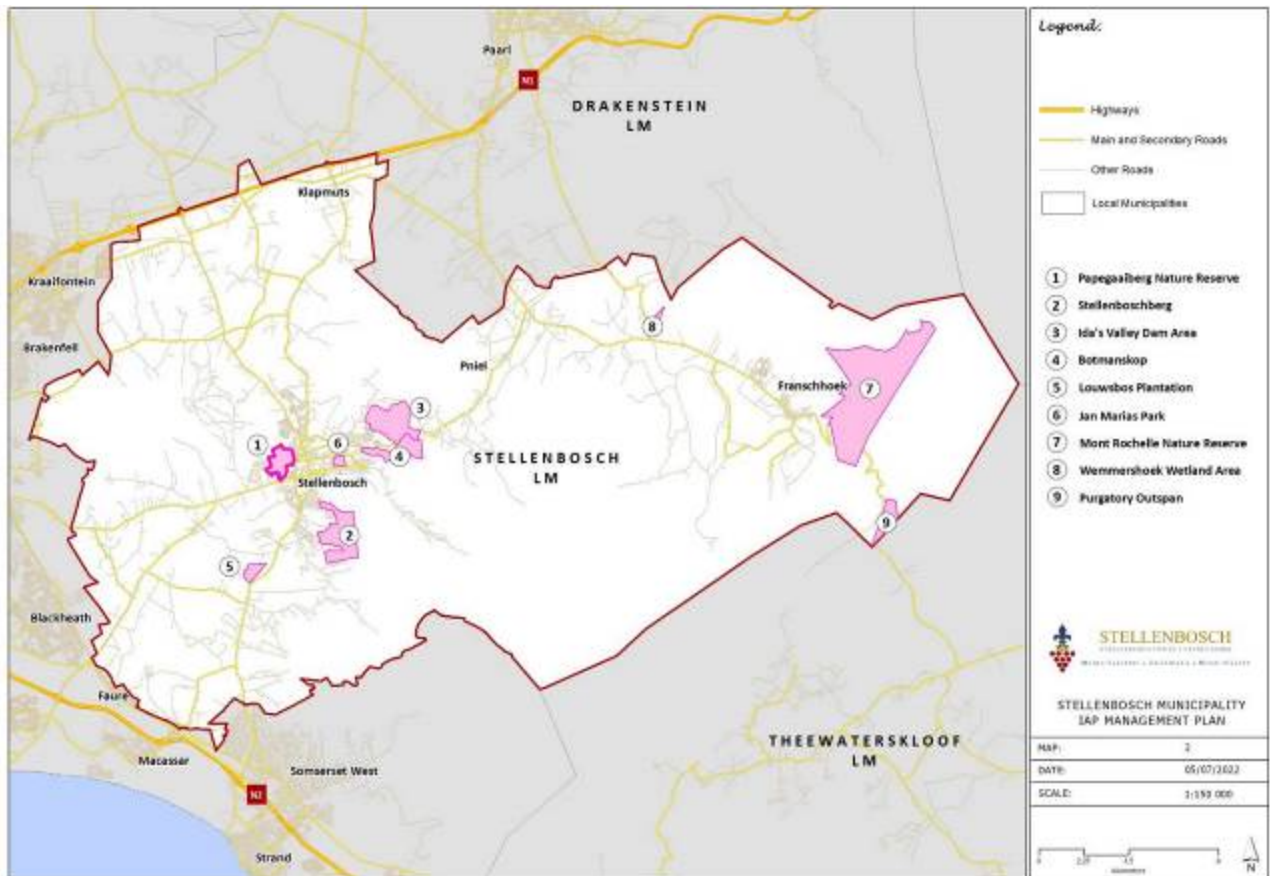 Paarl
N1
DRAKENSTEIN
LM
Klapmuts
Kraaifontein
Brakenfell
Pniel
8
Franschhoek
7
3
1
6
4
STELLENBOSCH
LM
Stellenbosch
9
2
5
Blackheath
Faure
THEEWATERSKLOOF
LM
Macassar
Somserset West
N2
Strand
Legend:
Highways
Main and Secondary Roads
Other Roads
Local Municipalities
1 Papegaaiberg Nature Reserve
2 Stellenboschberg
3 Ida's Valley Dam Area
4 Botmanskop
5 Louwsbos Plantation
6 Jan Marias Park
7 Mont Rochelle Nature Reserve
8 Wemmershoek Wetland Area
9 Purgatory Outspan
STELLENBOSCH
STELLENBOSCH MUNICIPALITY
IAP MANAGEMENT PLAN
MAP: 2
DATE: 05/07/2022
SCALE: 1:150 000
N